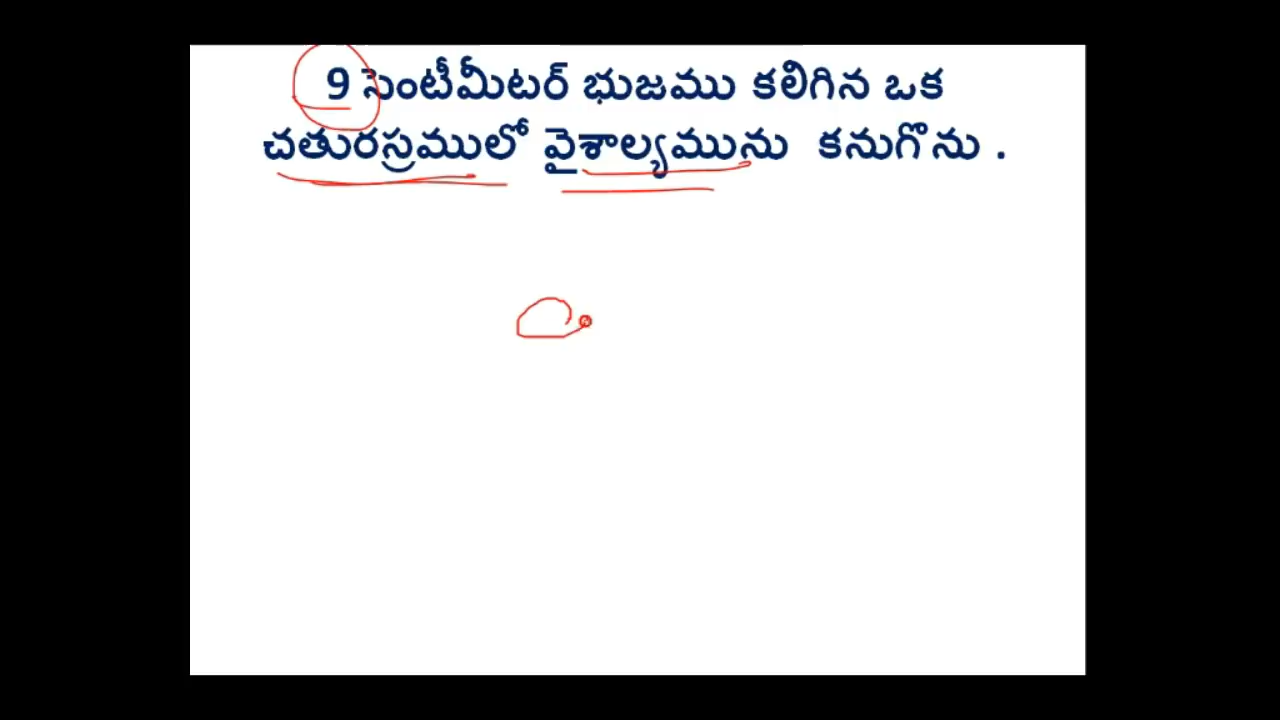 9 సెంటీమీటర్ భుజము కలిగిన ఒక
చతురస్రములో వైశాల్యమును కనుగొను .